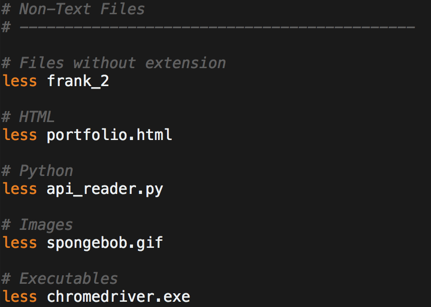 # Non-Text Files
# --------------------------------------------
# Files without extension
less frank_2
# HTML
less portfolio.html
# Python
less api_reader.py
# Images
less spongebob.gif
# Executables
less chromedriver.exe